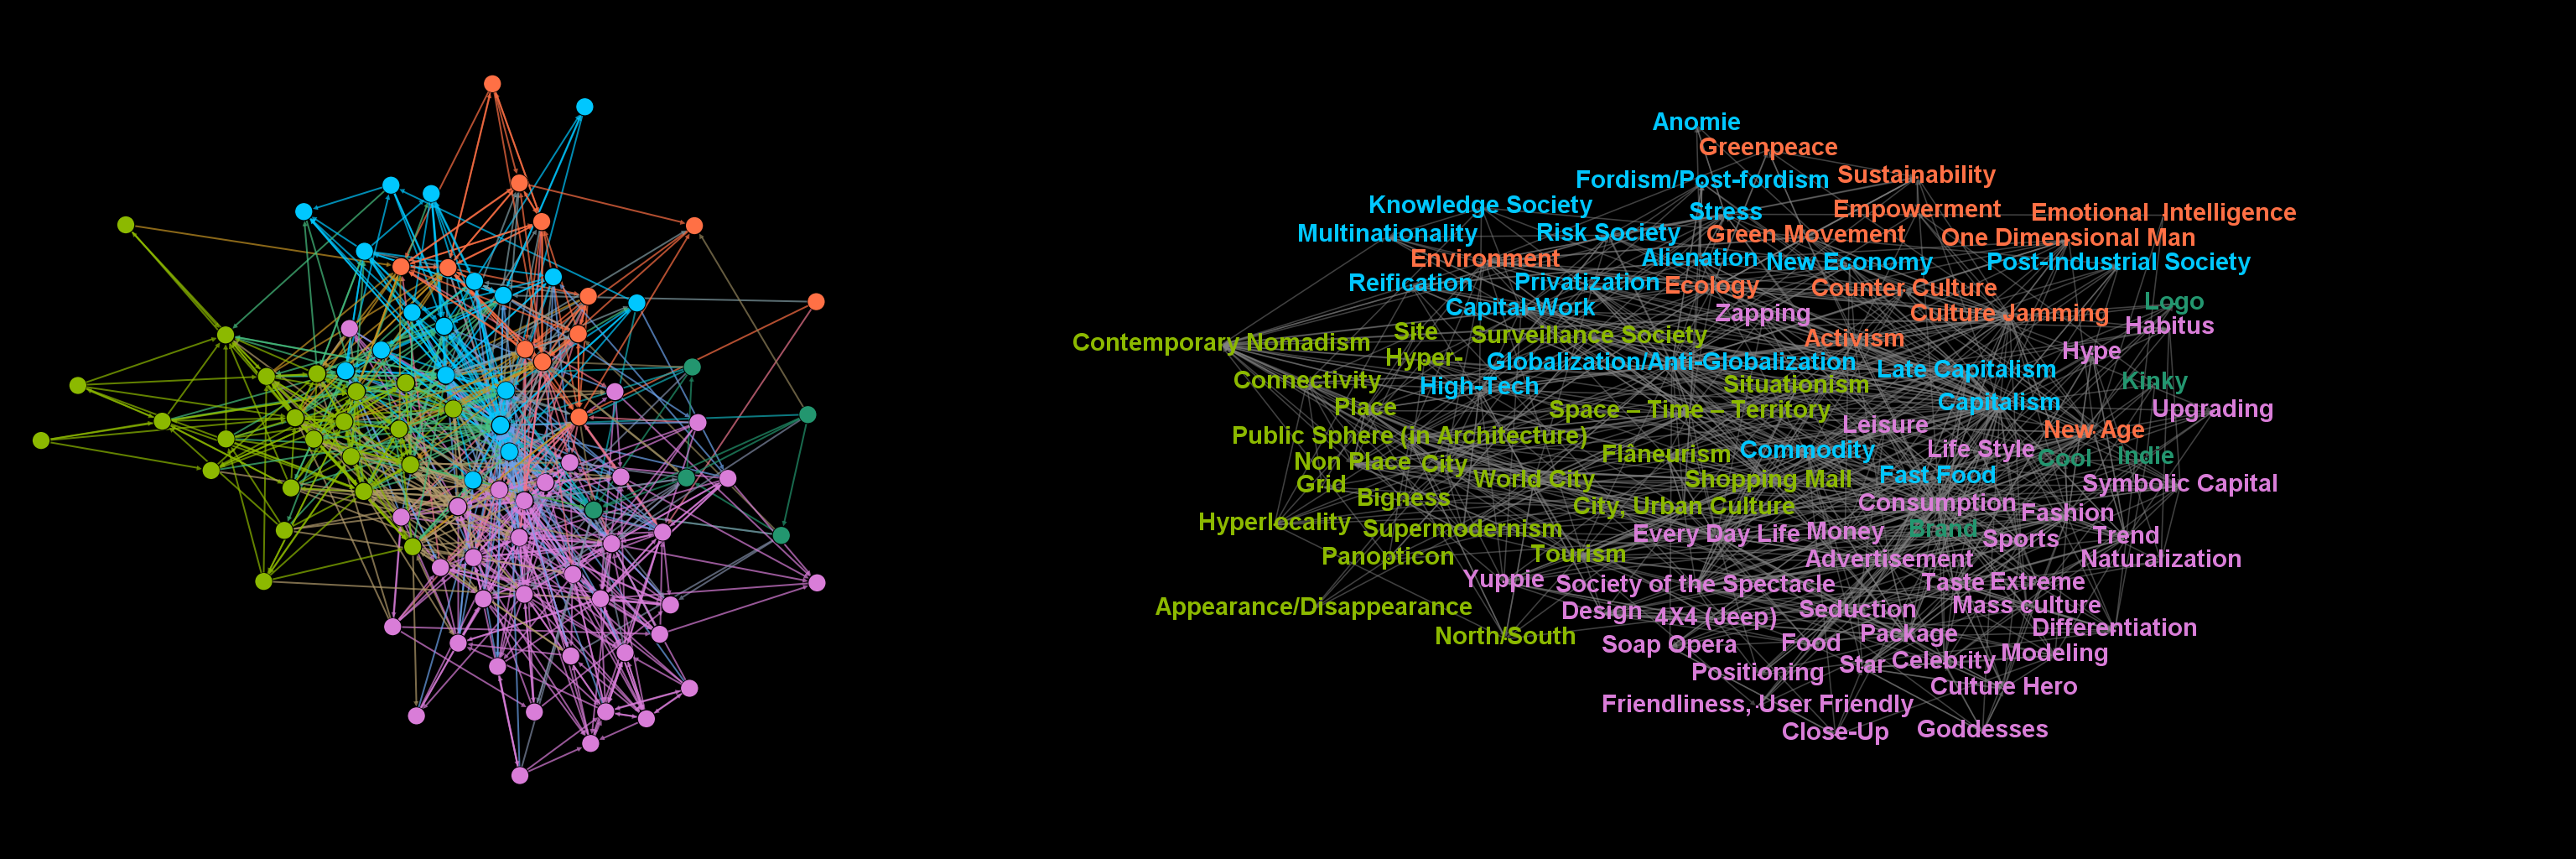 Anomie
Greenpeace
Sustainability
Fordism/Post-fordism
Knowledge Society
Stress
Empowerment
Emotional Intelligence
Multinationality
Risk Society
Green Movement
One Dimensional Man
Environment
Alienation
New Economy
Post-Industrial Society
Reification
Privatization
Ecology
Counter Culture
Logo
Capital-Work
Zapping
Culture Jamming
Habitus
Site
Surveillance Society
Activism
Contemporary Nomadism
Hype
Hyper-
Globalization/Anti-Globalization
Late Capitalism
Connectivity
High-Tech
Situationism
Kinky
Place
Space – Time – Territory
Capitalism
Upgrading
Leisure
New Age
Public Sphere (in Architecture)
Flâneurism
Commodity
Life Style
Cool
Indie
Non Place
City
World City
Shopping Mall
Fast Food
Grid
Symbolic Capital
Bigness
City, Urban Culture
Consumption
Fashion
Hyperlocality
Supermodernism
Every Day Life
Money
Brand
Sports
Trend
Panopticon
Tourism
Advertisement
Naturalization
Yuppie
Society of the Spectacle
Taste
Extreme
Appearance/Disappearance
Design
4X4 (Jeep)
Seduction
Mass culture
North/South
Differentiation
Soap Opera
Food
Package
Modeling
Positioning
Star
Celebrity
Culture Hero
Friendliness, User Friendly
Close-Up
Goddesses